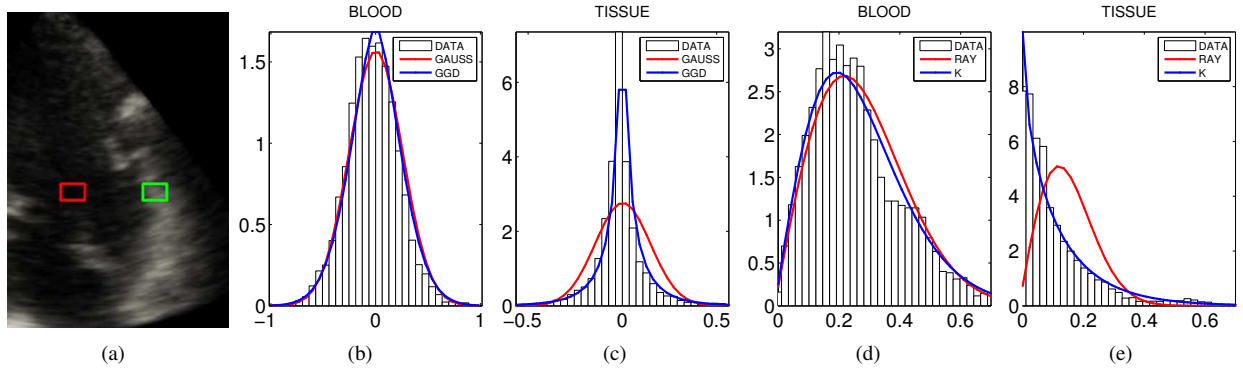 BLOOD
TISSUE
BLOOD
TISSUE
DATA
GAUSS
GGD
DATA
GAUSS
GGD
DATA
RAY
K
DATA
RAY
K
1.5
1
0.5
0
−1
0
1
6
4
2
0
−0.5
0
0.5
3
2.5
2
1.5
1
0.5
0
0
0.2
0.4
0.6
8
6
4
2
0
0
0.2
0.4
0.6
(a)
(b)
(c)
(d)
(e)